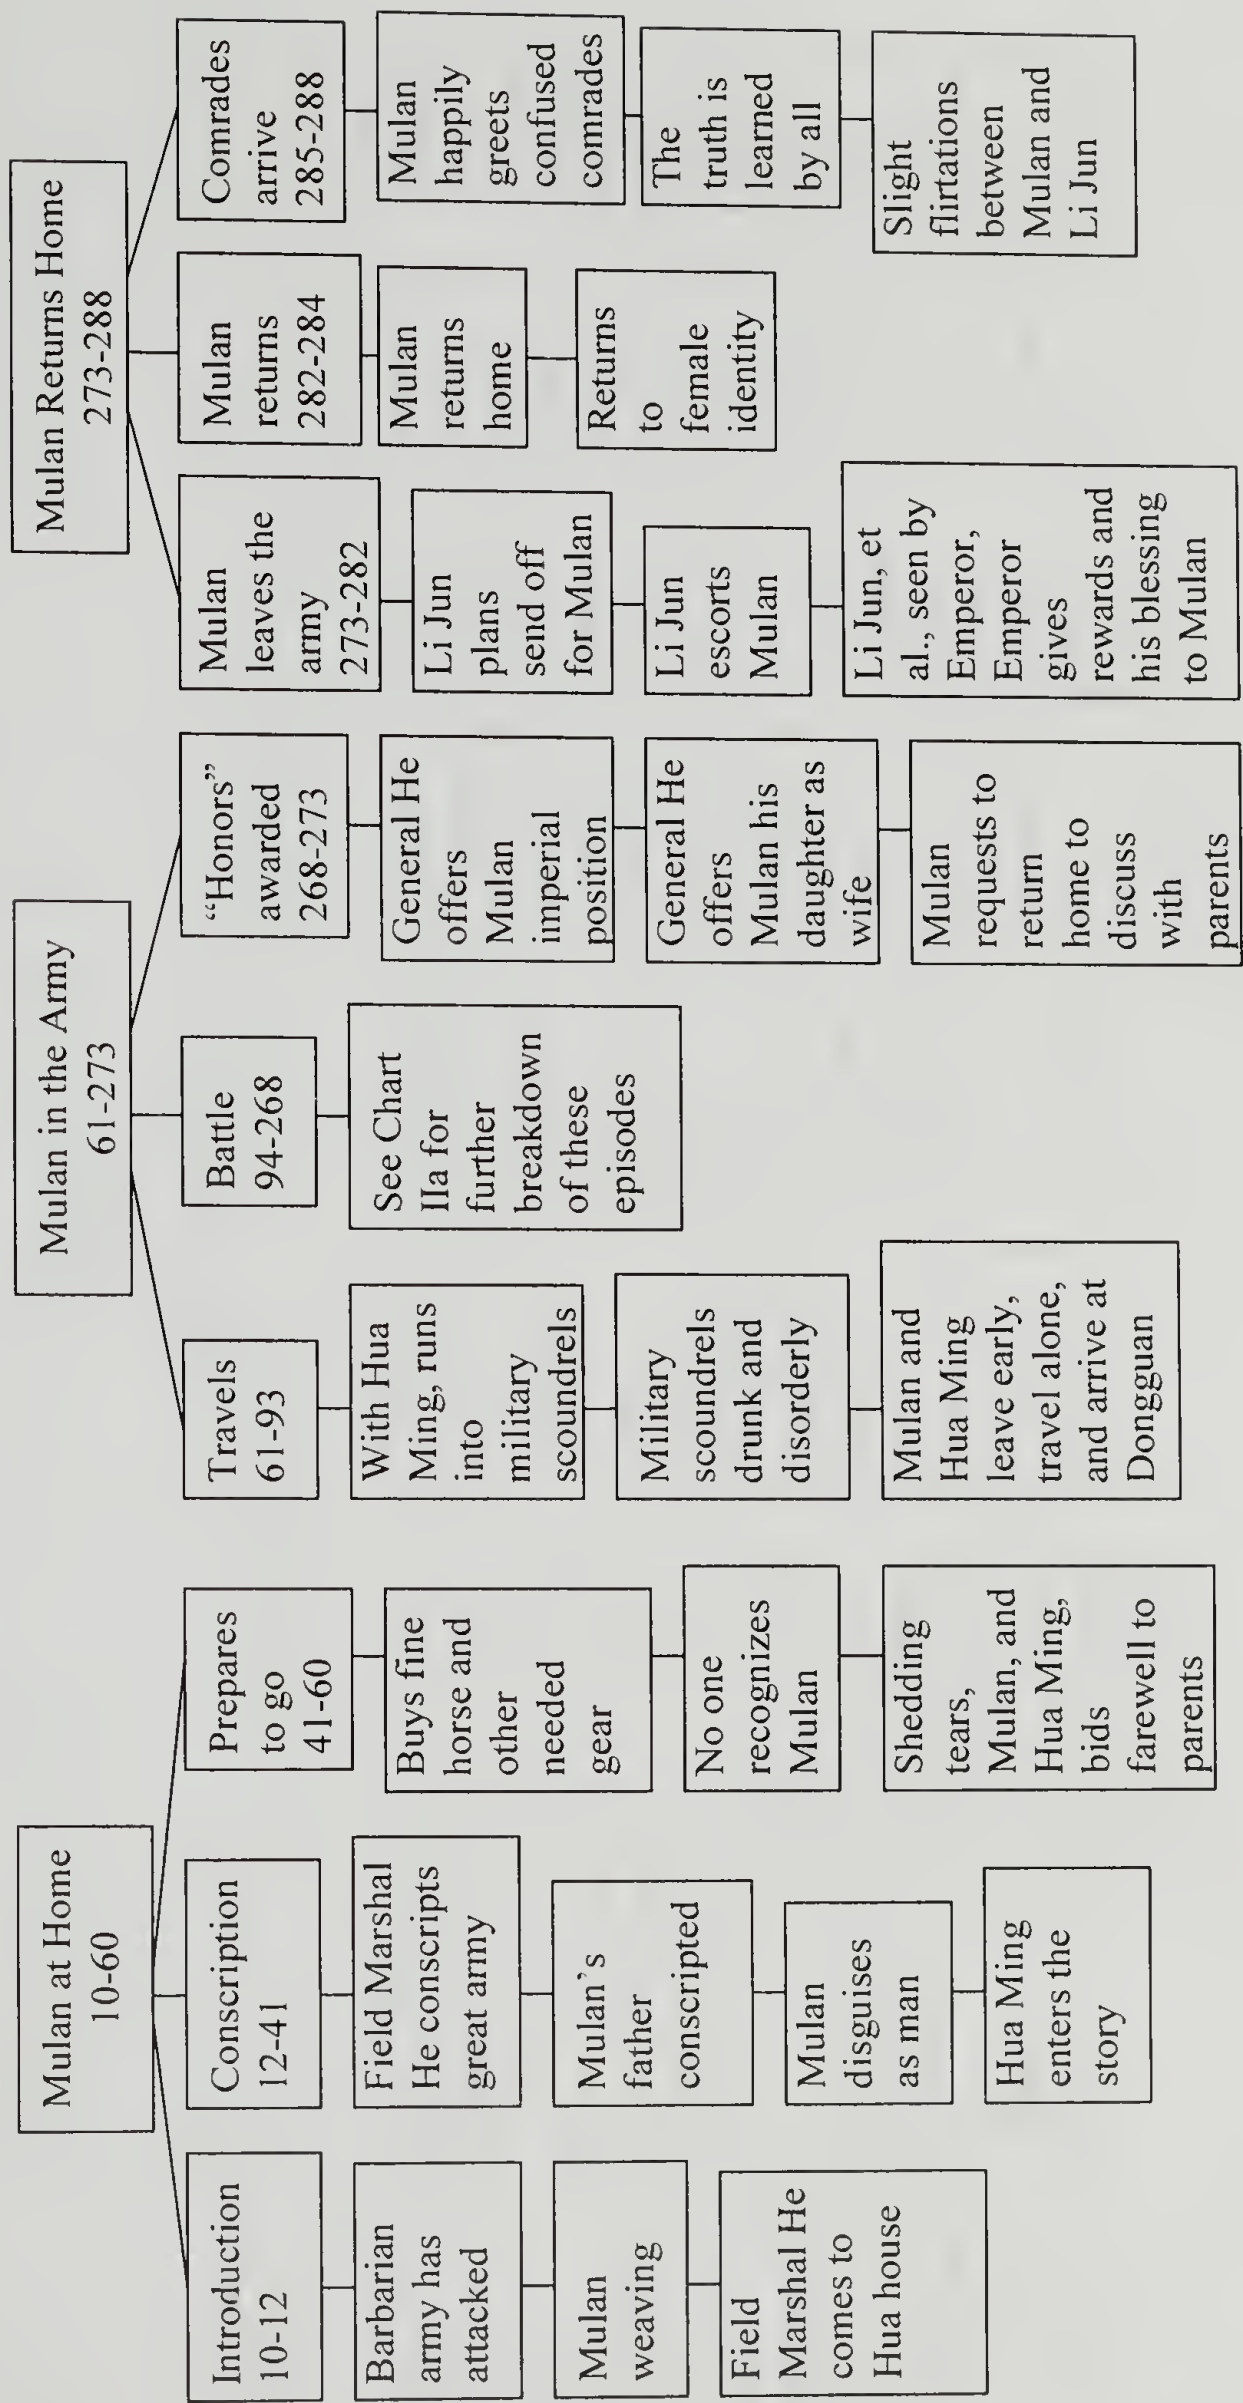 Mulan at Home
10-60
Introduction
10-12
Barbarian
army has
attacked
Mulan
weaving
Field
Marshal He
comes to
Hua house
Conscription
12-41
Field Marshal
He conscripts
great army
Mulan’s
father
conscripted
Mulan
disguises
as man
Hua Ming
enters the
story
Prepares
to go
41-60
Buys fine
horse and
other
needed
gear
No one
recognizes
Mulan
Shedding
tears,
Mulan, and
Hua Ming,
bids
farewell to
parents
Mulan in the Army
61-273
Travels
61-93
With Hua
Ming, runs
into
military
scoundrels
Military
scoundrels
drunk and
disorderly
Mulan and
Hua Ming
leave early,
travel alone,
and arrive at
Dongguan
Battle
94-268
See Chart
IIa for
further
breakdown
of these
episodes
“Honors”
awarded
268-273
General He
offers
Mulan
imperial
position
General He
offers
Mulan his
daughter as
wife
Mulan
requests to
return
home to
discuss
with
parents
Mulan Returns Home
273-288
Mulan
leaves the
army
273-282
Li Jun
plans
send off
for Mulan
Li Jun
escorts
Mulan
Li Jun, et
al., seen by
Emperor,
Emperor
gives
rewards and
his blessing
to Mulan
Mulan
returns
282-284
Mulan
returns
home
Returns
to
female
identity
Comrades
arrive
285-288
Mulan
happily
greets
confused
comrades
The
truth is
learned
by all
Slight
flirtations
between
Mulan and
Li Jun